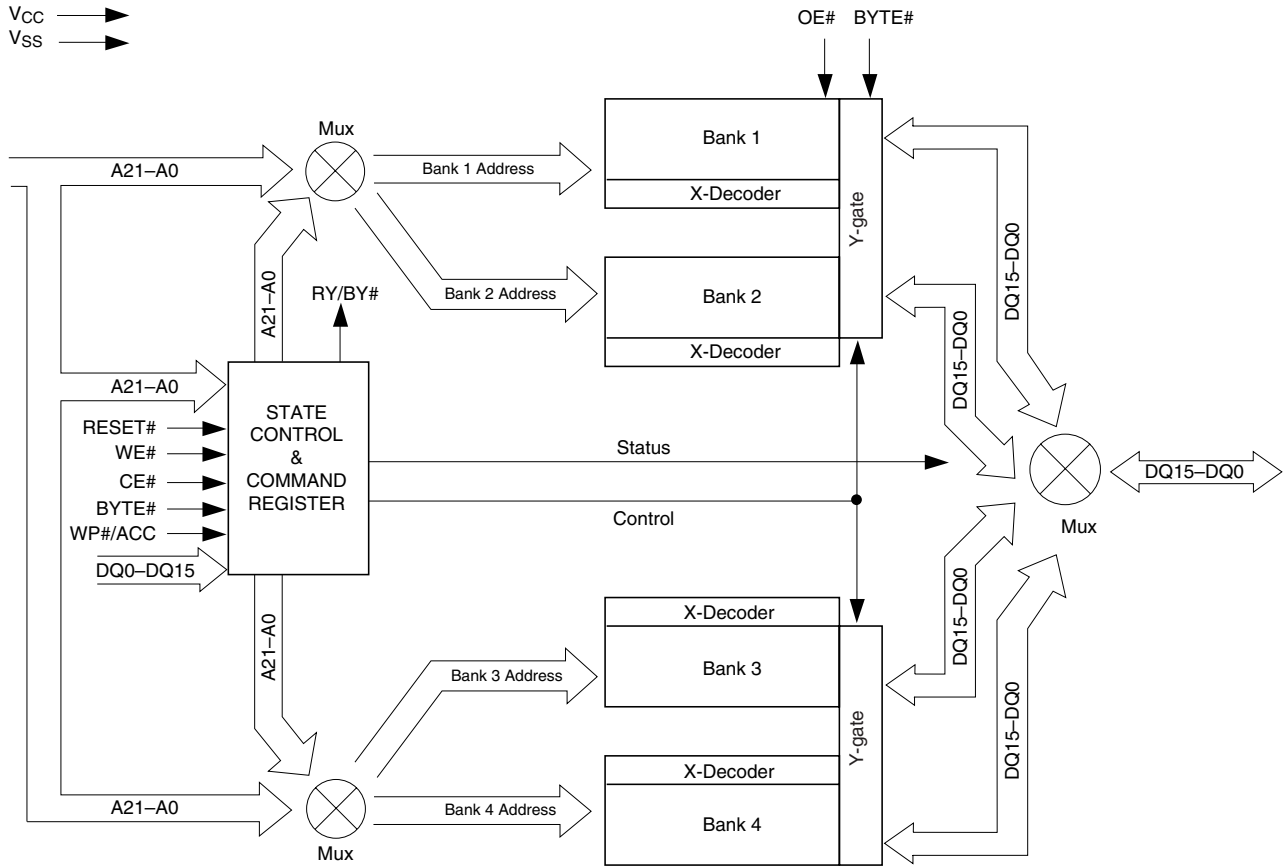 VCC
VSS
OE#
BYTE#
Mux
A21–A0
Bank 1 Address
Bank 1
X-Decoder
Y-gate
DQ15–DQ0
A21–A0
RY/BY#
Bank 2 Address
Bank 2
X-Decoder
DQ15–DQ0
A21–A0
RESET#
WE#
CE#
BYTE#
WP#/ACC
DQ0–DQ15
STATE
CONTROL
&
COMMAND
REGISTER
Status
Control
DQ15–DQ0
Mux
A21–A0
X-Decoder
Bank 3 Address
Bank 3
Y-gate
DQ15–DQ0
DQ15–DQ0
X-Decoder
A21–A0
Bank 4 Address
Bank 4
Mux